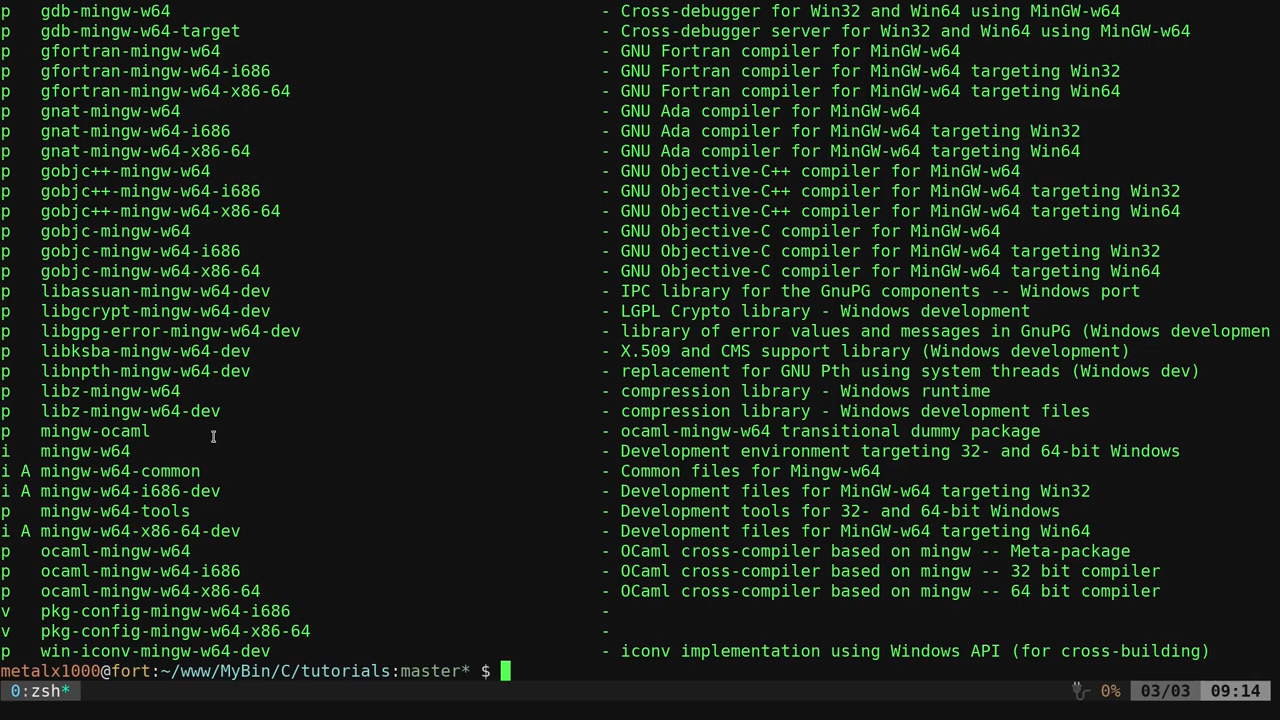 p   gdb-mingw-w64                                           - Cross-debugger for Win32 and Win64 using MinGW-w64
p   gdb-mingw-w64-target                                    - Cross-debugger server for Win32 and Win64 using MinGW-w64
p   gfortran-mingw-w64                                      - GNU Fortran compiler for MinGW-w64
p   gfortran-mingw-w64-i686                                 - GNU Fortran compiler for MinGW-w64 targeting Win32
p   gfortran-mingw-w64-x86-64                               - GNU Fortran compiler for MinGW-w64 targeting Win64
p   gnat-mingw-w64                                          - GNU Ada compiler for MinGW-w64
p   gnat-mingw-w64-i686                                     - GNU Ada compiler for MinGW-w64 targeting Win32
p   gnat-mingw-w64-x86-64                                   - GNU Ada compiler for MinGW-w64 targeting Win64
p   gobjc++-mingw-w64                                       - GNU Objective-C++ compiler for MinGW-w64
p   gobjc++-mingw-w64-i686                                  - GNU Objective-C++ compiler for MinGW-w64 targeting Win32
p   gobjc++-mingw-w64-x86-64                                - GNU Objective-C++ compiler for MinGW-w64 targeting Win64
p   gobjc-mingw-w64                                         - GNU Objective-C compiler for MinGW-w64
p   gobjc-mingw-w64-i686                                    - GNU Objective-C compiler for MinGW-w64 targeting Win32
p   gobjc-mingw-w64-x86-64                                  - GNU Objective-C compiler for MinGW-w64 targeting Win64
p   libassuan-mingw-w64-dev                                 - IPC library for the GnuPG components -- Windows port
p   libgcrypt-mingw-w64-dev                                 - LGPL Crypto library - Windows development
p   libgpg-error-mingw-w64-dev                              - library of error values and messages in GnuPG (Windows developmen
p   libksba-mingw-w64-dev                                   - X.509 and CMS support library (Windows development)
p   libnpth-mingw-w64-dev                                   - replacement for GNU Pth using system threads (Windows dev)
p   libz-mingw-w64                                          - compression library - Windows runtime
p   libz-mingw-w64-dev                                      - compression library - Windows development files
p   mingw-ocaml                                             - ocaml-mingw-w64 transitional dummy package
i   mingw-w64                                               - Development environment targeting 32- and 64-bit Windows
i A mingw-w64-common                                        - Common files for Mingw-w64
i A mingw-w64-i686-dev                                      - Development files for MinGW-w64 targeting Win32
p   mingw-w64-tools                                         - Development tools for 32- and 64-bit Windows
i A mingw-w64-x86-64-dev                                    - Development files for MinGW-w64 targeting Win64
p   ocaml-mingw-w64                                         - OCaml cross-compiler based on mingw -- Meta-package
p   ocaml-mingw-w64-i686                                    - OCaml cross-compiler based on mingw -- 32 bit compiler
p   ocaml-mingw-w64-x86-64                                  - OCaml cross-compiler based on mingw -- 64 bit compiler
v   pkg-config-mingw-w64-i686                               -
v   pkg-config-mingw-w64-x86-64                             -
p   win-iconv-mingw-w64-dev                                 - iconv implementation using Windows API (for cross-building)
metalx1000@fort:~/www/MyBin/C/tutorials:master* $
0:zsh* 0% 03/03 09:14